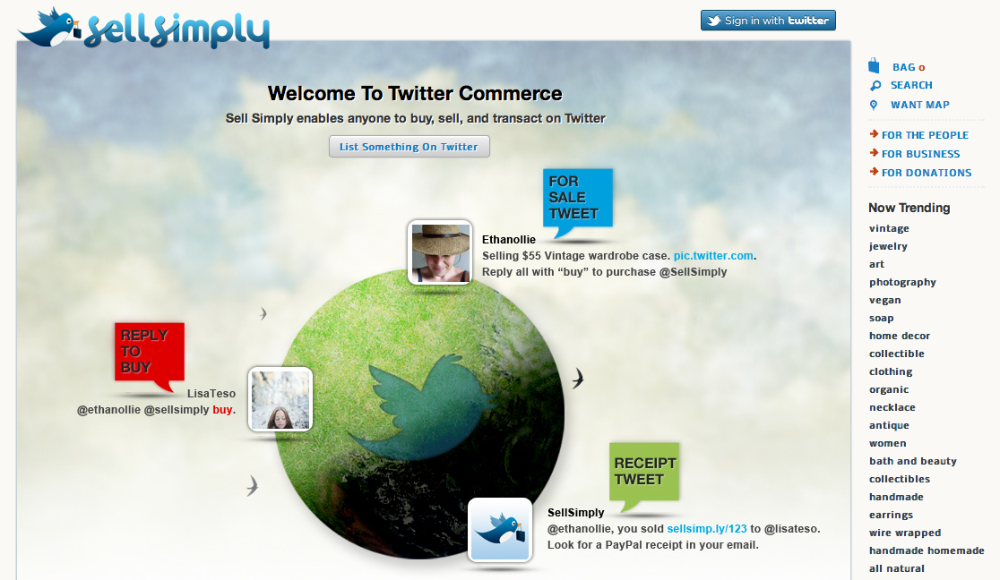 sellsimply
Sign in with twitter
Welcome To Twitter Commerce
Sell Simply enables anyone to buy, sell, and transact on Twitter
List Something On Twitter
FOR
SALE
TWEET
Ethanollie
Selling $55 Vintage wardrobe case. pic.twitter.com.
Reply all with “buy” to purchase @SellSimply
REPLY
TO
BUY
LisaTeso
@ethanollie @sellsimply buy.
RECEIPT
TWEET
SellSimply
@ethanollie, you sold sellsimp.ly/123 to @lisateso.
Look for a PayPal receipt in your email.
BAG 0
SEARCH
WANT MAP
FOR THE PEOPLE
FOR BUSINESS
FOR DONATIONS
Now Trending
vintage
jewelry
art
photography
vegan
soap
home decor
collectible
clothing
organic
necklace
antique
women
bath and beauty
collectibles
handmade
earrings
wire wrapped
handmade homemade
all natural